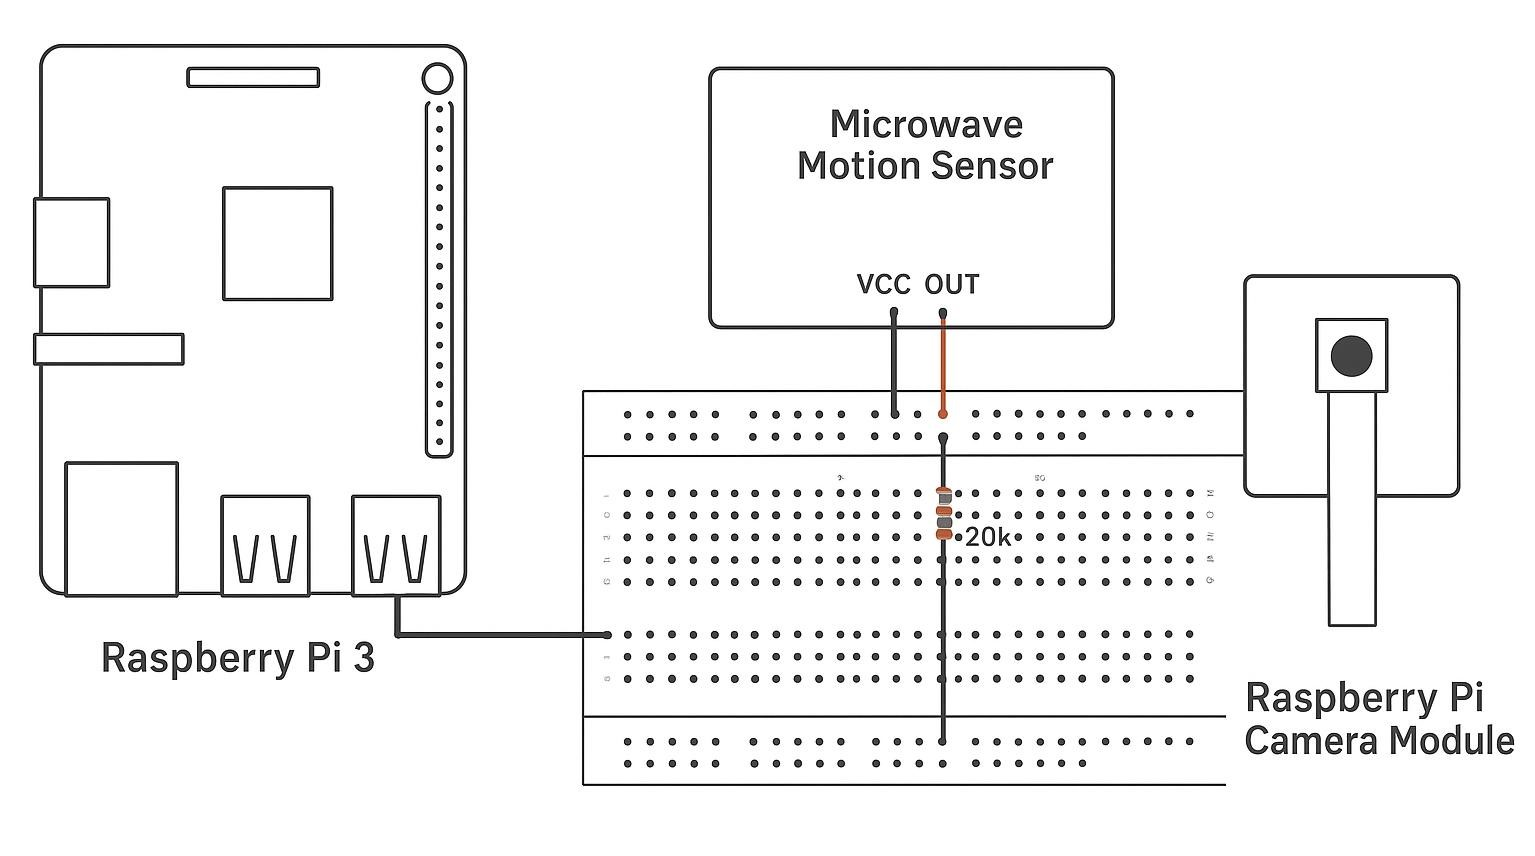 Microwave
Motion Sensor
VCC OUT
20k
Raspberry Pi 3
Raspberry Pi
Camera Module